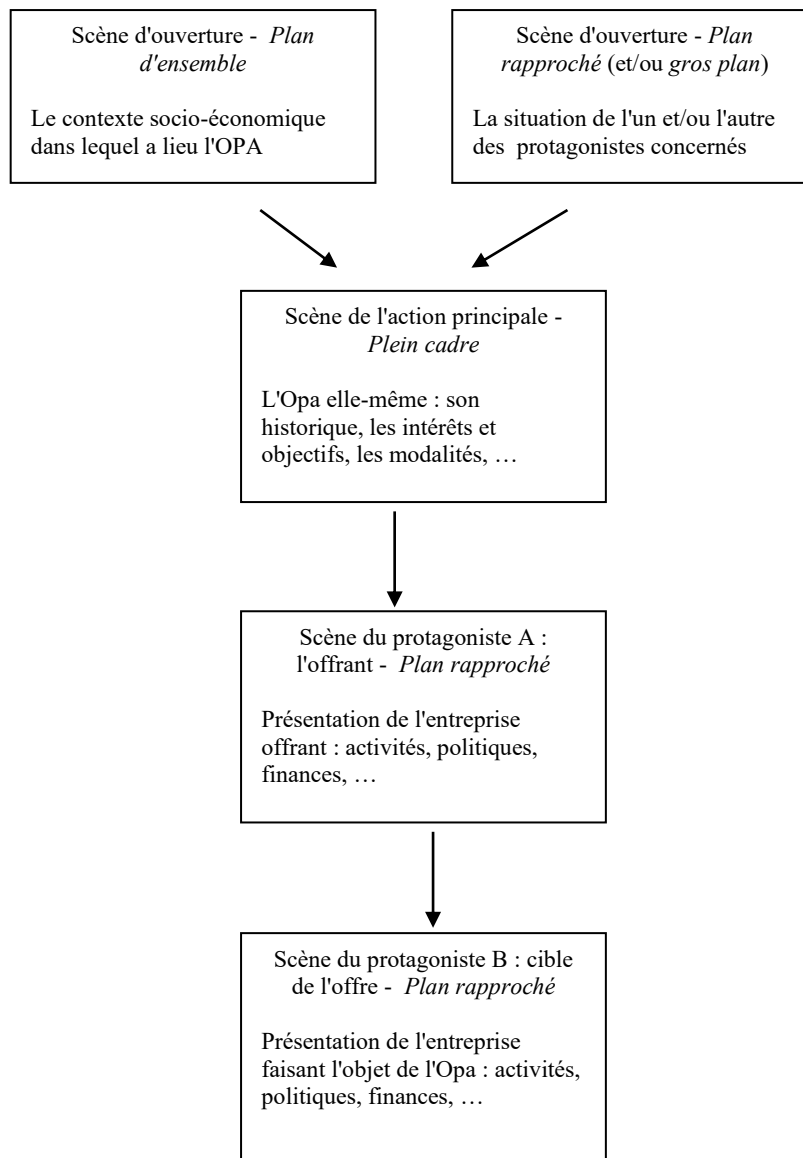 Scène d'ouverture - Plan
d'ensemble
Le contexte socio-économique
dans lequel a lieu l'OPA
Scène d'ouverture - Plan
rapproché (et/ou gros plan)
La situation de l'un et/ou l'autre
des protagonistes concernés
Scène de l'action principale -
Plein cadre
L'Opa elle-même : son
historique, les intérêts et
objectifs, les modalités, …
Scène du protagoniste A :
l'offrant - Plan rapproché
Présentation de l'entreprise
offrant : activités, politiques,
finances, …
Scène du protagoniste B : cible
de l'offre - Plan rapproché
Présentation de l'entreprise
faisant l'objet de l'Opa : activités,
politiques, finances, …